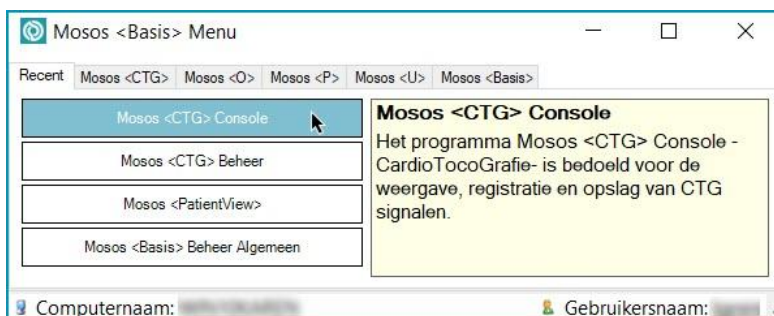 Mosos <Basis> Menu
Recent Mosos <CTG> Mosos <O> Mosos <P> Mosos <U> Mosos <Basis>
Mosos <CTG> Console
Mosos <CTG> Beheer
Mosos <PatientView>
Mosos <Basis> Beheer Algemeen
Mosos <CTG> Console
Het programma Mosos <CTG> Console -
CardioTocoGrafie- is bedoeld voor de
weergave, registratie en opslag van CTG
signalen.
Computernaam:
Gebruikersnaam: